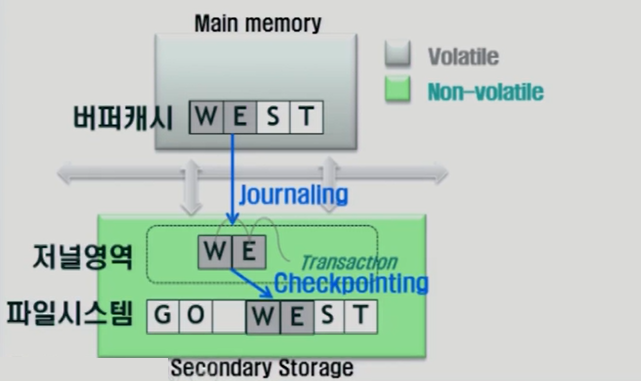 Main memory
Volatile
Non-volatile
버퍼캐시 W E S T
Journaling
저널영역 W E
Transaction
Checkpointing
파일시스템 G O W E S T
Secondary Storage